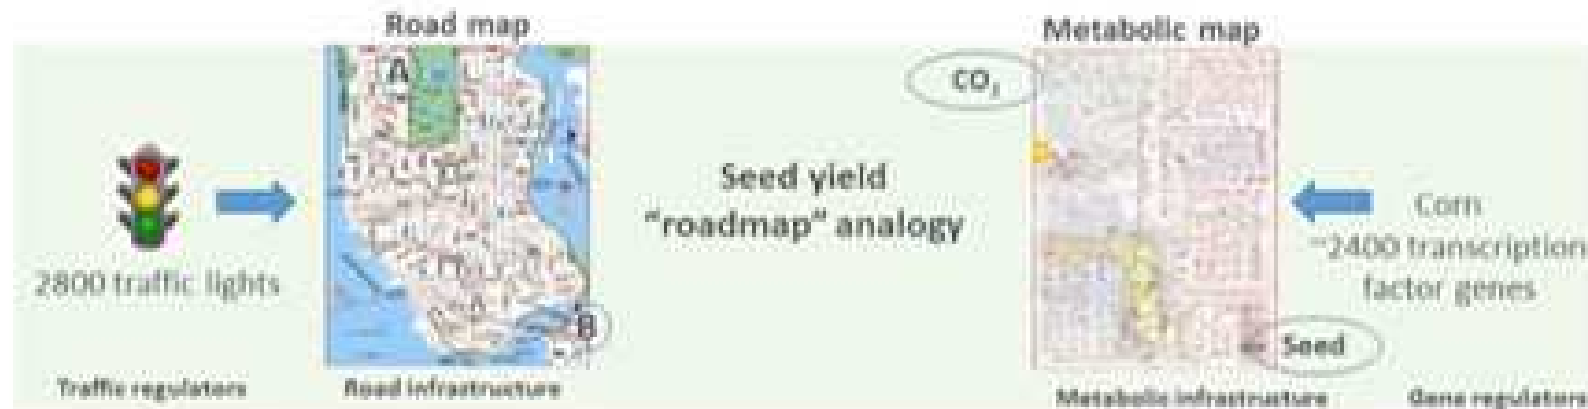 Road map
Metabolic map
A
CO₂
Seed yield
"roadmap" analogy
Corn
~2400 transcription
factor genes
2800 traffic lights
B
Seed
Traffic regulators
Road infrastructure
Metabolic infrastructure
Gene regulators